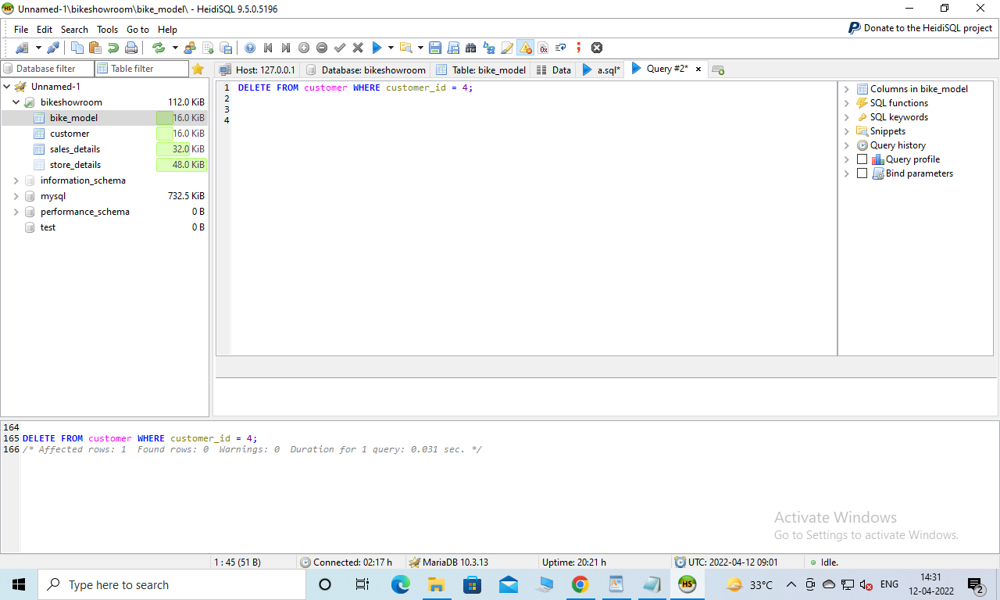 Unnamed-1\bikeshowroom\bike_model\ - HeidiSQL 9.5.0.5196
File Edit Search Tools Go to Help
Donate to the HeidiSQL project
Database filter Table filter
Host: 127.0.0.1 Database: bikeshowroom Table: bike_model Data a.sql* Query #2*
Unnamed-1
bikeshowroom 112.0 KiB
bike_model 16.0 KiB
customer 16.0 KiB
sales_details 32.0 KiB
store_details 48.0 KiB
information_schema
mysql 732.5 KiB
performance_schema 0 B
test 0 B
1 DELETE FROM customer WHERE customer_id = 4;
2
3
4
Columns in bike_model
SQL functions
SQL keywords
Snippets
Query history
Query profile
Bind parameters
164
165 DELETE FROM customer WHERE customer_id = 4;
166 /* Affected rows: 1 Found rows: 0 Warnings: 0 Duration for 1 query: 0.031 sec. */
Activate Windows
Go to Settings to activate Windows.
1 : 45 (51 B) Connected: 02:17 h MariaDB 10.3.13 Uptime: 20:21 h UTC: 2022-04-12 09:01 Idle.
Type here to search
HS
33°C
ENG
14:31
12-04-2022
2